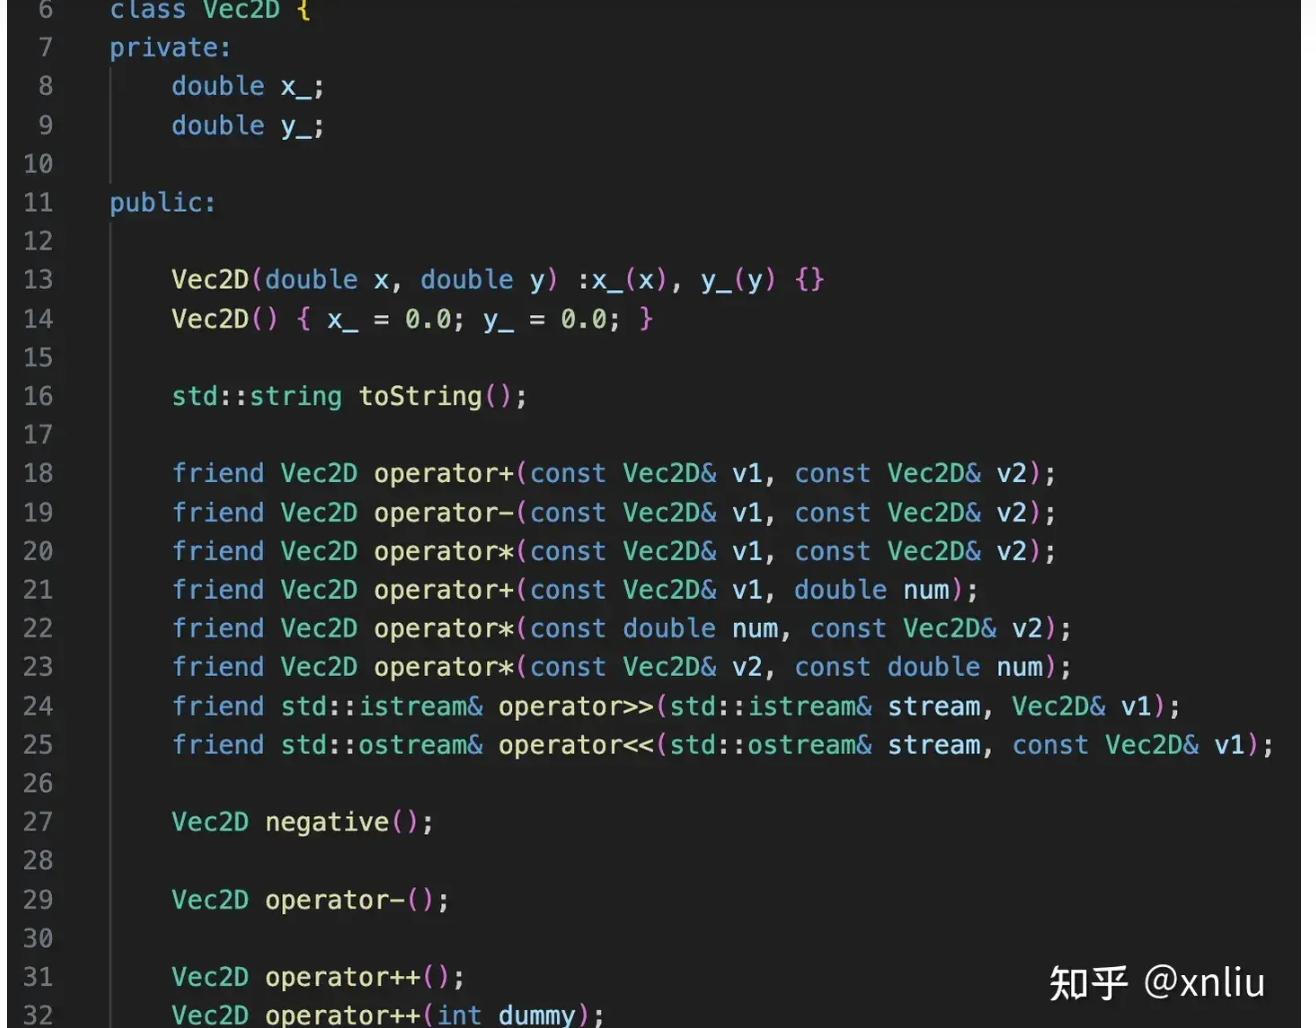 6 class Vec2D {
7 private:
8 double x_;
9 double y_;
10
11 public:
12
13 Vec2D(double x, double y) :x_(x), y_(y) {}
14 Vec2D() { x_ = 0.0; y_ = 0.0; }
15
16 std::string toString();
17
18 friend Vec2D operator+(const Vec2D& v1, const Vec2D& v2);
19 friend Vec2D operator-(const Vec2D& v1, const Vec2D& v2);
20 friend Vec2D operator*(const Vec2D& v1, const Vec2D& v2);
21 friend Vec2D operator+(const Vec2D& v1, double num);
22 friend Vec2D operator*(const double num, const Vec2D& v2);
23 friend Vec2D operator*(const Vec2D& v2, const double num);
24 friend std::istream& operator>>(std::istream& stream, Vec2D& v1);
25 friend std::ostream& operator<<(std::ostream& stream, const Vec2D& v1);
26
27 Vec2D negative();
28
29 Vec2D operator-();
30
31 Vec2D operator++();
32 Vec2D operator++(int dummy);
知乎 @xnliu